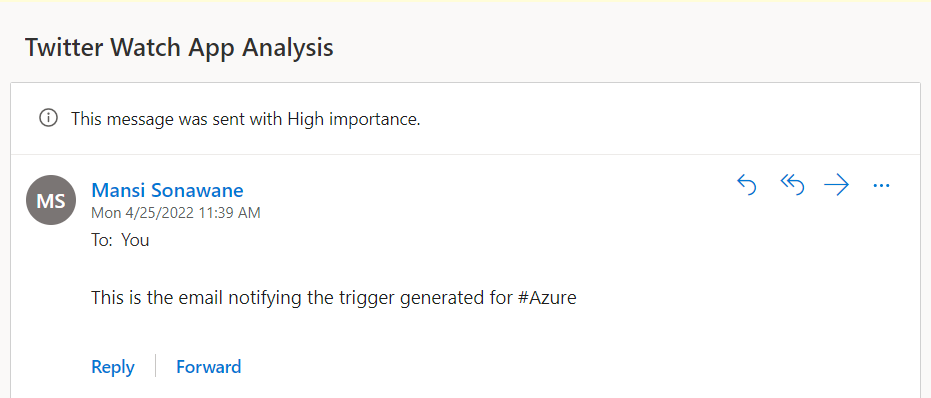 Twitter Watch App Analysis
This message was sent with High importance.
MS
Mansi Sonawane
Mon 4/25/2022 11:39 AM
To: You
This is the email notifying the trigger generated for #Azure
Reply
Forward